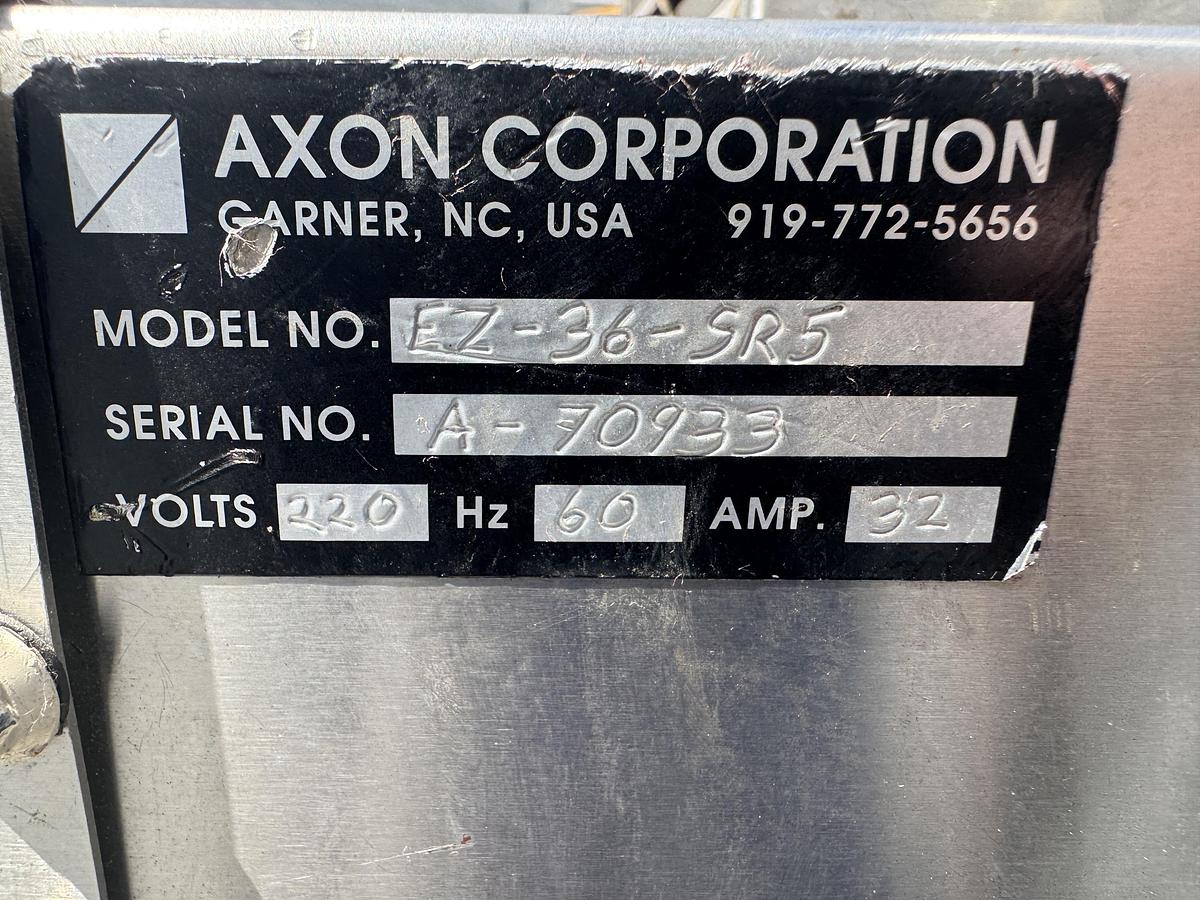 AXON CORPORATION
GARNER, NC, USA 919-772-5656
MODEL NO. EZ-36-SR5
SERIAL NO. A-70933
VOLTS 220 Hz 60 AMP. 32